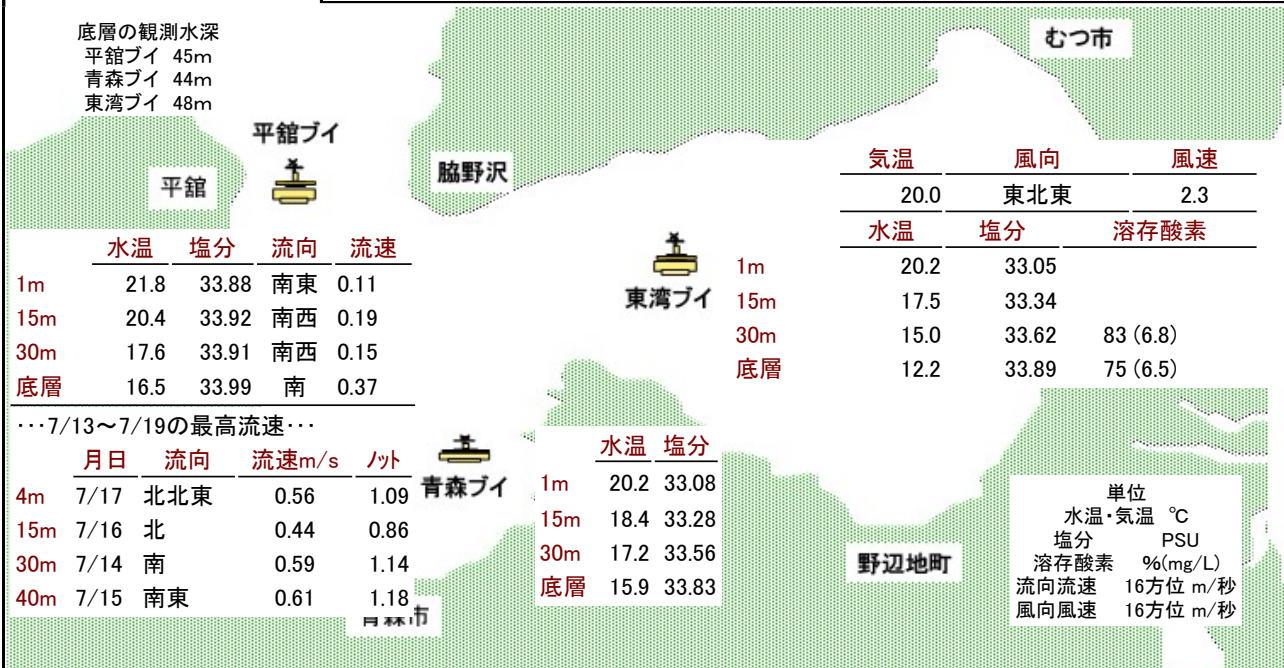 底層の観測水深
平舘ブイ 45m
青森ブイ 44m
東湾ブイ 48m
むつ市
平舘ブイ
脇野沢
平舘
気温 風向 風速
20.0 東北東 2.3
水温 塩分 溶存酸素
1m 20.2 33.05
15m 17.5 33.34
30m 15.0 33.62 83 (6.8)
底層 12.2 33.89 75 (6.5)
東湾ブイ
水温 塩分 流向 流速
1m 21.8 33.88 南東 0.11
15m 20.4 33.92 南西 0.19
30m 17.6 33.91 南西 0.15
底層 16.5 33.99 南 0.37
･･･7/13～7/19の最高流速･･･
月日 流向 流速m/s ノット
4m 7/17 北北東 0.56 1.09
15m 7/16 北 0.44 0.86
30m 7/14 南 0.59 1.14
40m 7/15 南東 0.61 1.18
青森ブイ
水温 塩分
1m 20.2 33.08
15m 18.4 33.28
30m 17.2 33.56
底層 15.9 33.83
青森市
野辺地町
単位
水温･気温 ℃
塩分 PSU
溶存酸素 %(mg/L)
流向流速 16方位 m/秒
風向風速 16方位 m/秒